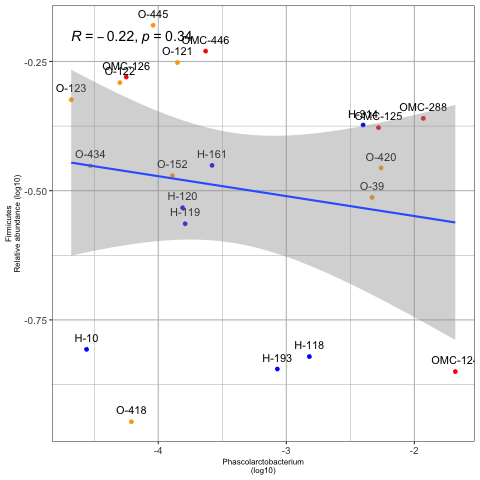 O-445
R = −0.22, p = 0.34
OMC-446
O-121
-0.25
OMC-126
O-122
O-123
OMC-288
OMC-125
O-434
H-161
O-420
O-152
-0.50
O-39
H-120
H-119
Firmicutes
Relative abundante (log10)
-0.75
H-10
H-118
H-193
OMC-124
O-418
-4
-3
-2
Phascolarctobacterium
(log10)